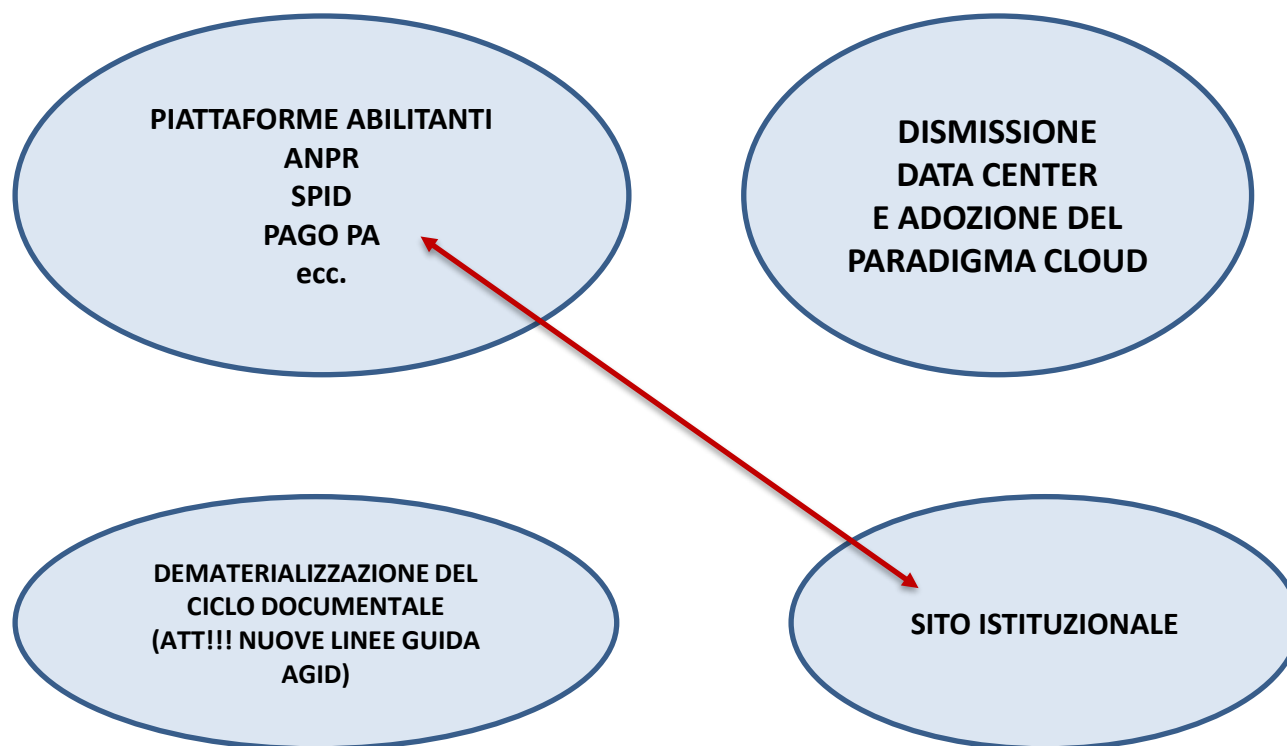 PIATTAFORME ABILITANTI
ANPR
SPID
PAGO PA
ecc.
DISMISSIONE
DATA CENTER
E ADOZIONE DEL
PARADIGMA CLOUD
DEMATERIALIZZAZIONE DEL
CICLO DOCUMENTALE
(ATT!!! NUOVE LINEE GUIDA
AGID)
SITO ISTITUZIONALE